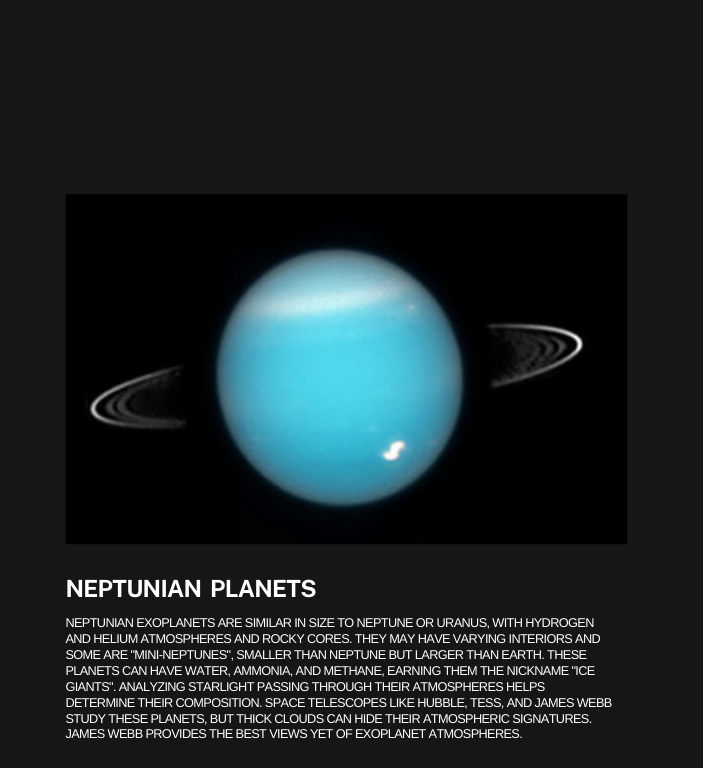 NEPTUNIAN PLANETS
NEPTUNIAN EXOPLANETS ARE SIMILAR IN SIZE TO NEPTUNE OR URANUS, WITH HYDROGEN
AND HELIUM ATMOSPHERES AND ROCKY CORES. THEY MAY HAVE VARYING INTERIORS AND
SOME ARE "MINI-NEPTUNES", SMALLER THAN NEPTUNE BUT LARGER THAN EARTH. THESE
PLANETS CAN HAVE WATER, AMMONIA, AND METHANE, EARNING THEM THE NICKNAME "ICE
GIANTS". ANALYZING STARLIGHT PASSING THROUGH THEIR ATMOSPHERES HELPS
DETERMINE THEIR COMPOSITION. SPACE TELESCOPES LIKE HUBBLE, TESS, AND JAMES WEBB
STUDY THESE PLANETS, BUT THICK CLOUDS CAN HIDE THEIR ATMOSPHERIC SIGNATURES.
JAMES WEBB PROVIDES THE BEST VIEWS YET OF EXOPLANET ATMOSPHERES.